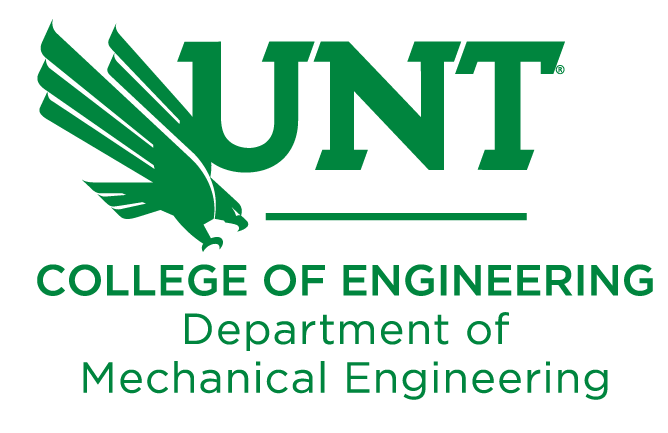 UNT®
COLLEGE OF ENGINEERING
Department of
Mechanical Engineering